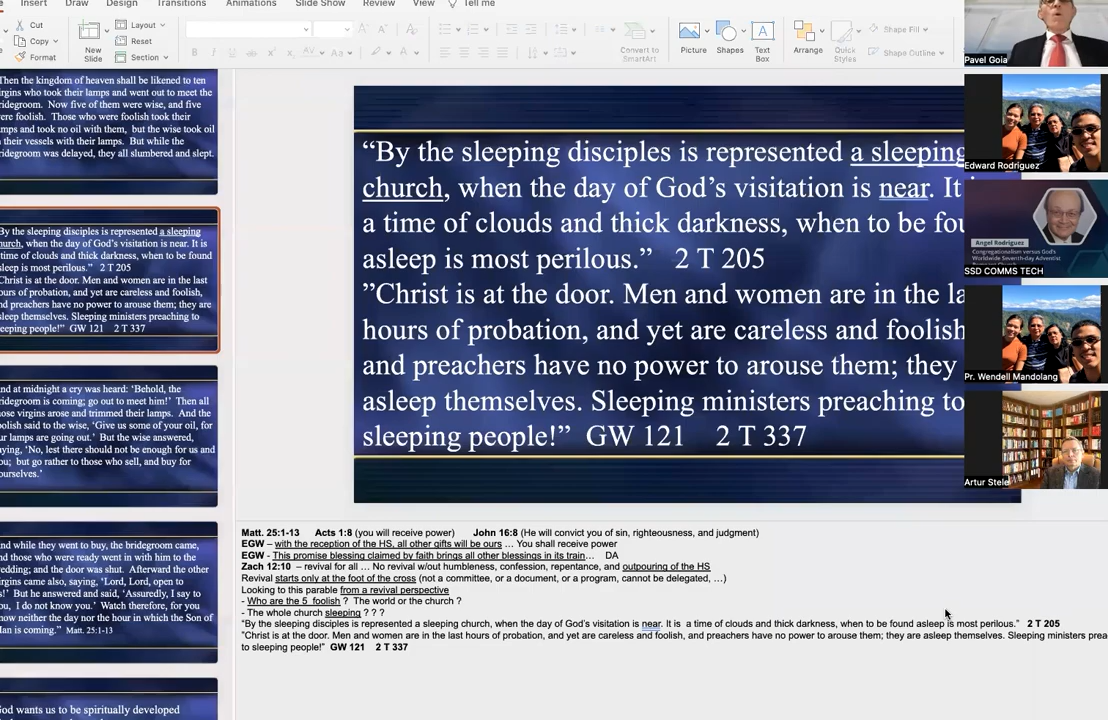 Insert Draw Design Transitions Animations Slide Show Review View Tell me
Cut
Copy
Format
New
Slide
Layout
Reset
Section
Convert to
SmartArt
Picture
Shapes
Text
Box
Arrange
Quick
Styles
Shape Fill
Shape Outline
Then the kingdom of heaven shall be likened to ten
irgins who took their lamps and went out to meet the
ridegroom. Now five of them were wise, and five
ere foolish. Those who were foolish took their
mps and took no oil with them, but the wise took oil
their vessels with their lamps. But while the
ridegroom was delayed, they all slumbered and slept.
By the sleeping disciples is represented a sleeping
hurch, when the day of God's visitation is near. It is
time of clouds and thick darkness, when to be found
sleep is most perilous." 2 T 205
Christ is at the door. Men and women are in the last
ours of probation, and yet are careless and foolish,
nd preachers have no power to arouse them; they are
sleep themselves. Sleeping ministers preaching to
eeping people!" GW 121 2 T 337
nd at midnight a cry was heard: 'Behold, the
ridegroom is coming; go out to meet him!' Then all
ose virgins arose and trimmed their lamps. And the
olish said to the wise, 'Give us some of your oil, for
ur lamps are going out.' But the wise answered,
aying, 'No, lest there should not be enough for us and
ou; but go rather to those who sell, and buy for
ourselves.'
nd while they went to buy, the bridegroom came,
nd those who were ready went in with him to the
edding; and the door was shut. Afterward the other
irgins came also, saying, 'Lord, Lord, open to
s!' But he answered and said, 'Assuredly, I say to
ou, I do not know you.' Watch therefore, for you
now neither the day nor the hour in which the Son of
Man is coming." Matt. 25:1-13
God wants us to be spiritually developed
“By the sleeping disciples is represented a sleeping
church, when the day of God’s visitation is near. It is
a time of clouds and thick darkness, when to be fou
asleep is most perilous.” 2 T 205
”Christ is at the door. Men and women are in the la
hours of probation, and yet are careless and foolish
and preachers have no power to arouse them; they
asleep themselves. Sleeping ministers preaching to
sleeping people!” GW 121 2 T 337
Matt. 25:1-13 Acts 1:8 (you will receive power) John 16:8 (He will convict you of sin, righteousness, and judgment)
EGW – with the reception of the HS, all other gifts will be ours … You shall receive power
EGW - This promise blessing claimed by faith brings all other blessings in its train… DA
Zach 12:10 – revival for all … No revival w/out humbleness, confession, repentance, and outpouring of the HS
Revival starts only at the foot of the cross (not a committee, or a document, or a program, cannot be delegated, …)
Looking to this parable from a revival perspective
- Who are the 5 foolish ? The world or the church ?
- The whole church sleeping ? ? ?
“By the sleeping disciples is represented a sleeping church, when the day of God’s visitation is near. It is a time of clouds and thick darkness, when to be found asleep is most perilous.” 2 T 205
“Christ is at the door. Men and women are in the last hours of probation, and yet are careless and foolish, and preachers have no power to arouse them; they are asleep themselves. Sleeping ministers prea
to sleeping people!” GW 121 2 T 337
Pavel Goia
Edward Rodriguez
Angel Rodriguez
Congregationalism versus God's
Worldwide Seventh-day Adventist
SSD COMMS TECH
Pr. Wendell Mandolang
Artur Stele